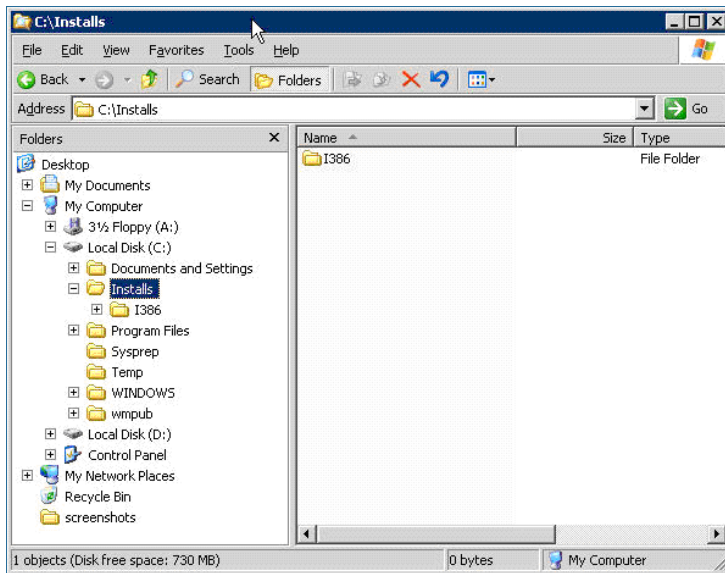 C:\Installs
File Edit View Favorites Tools Help
Back Search Folders
Address C:\Installs Go
Folders
Name Size Type
Desktop
My Documents
My Computer
3½ Floppy (A:)
Local Disk (C:)
Documents and Settings
Installs
I386
Program Files
Sysprep
Temp
WINDOWS
wmpub
Local Disk (D:)
Control Panel
My Network Places
Recycle Bin
screenshots
I386 File Folder
1 objects (Disk free space: 730 MB) 0 bytes My Computer